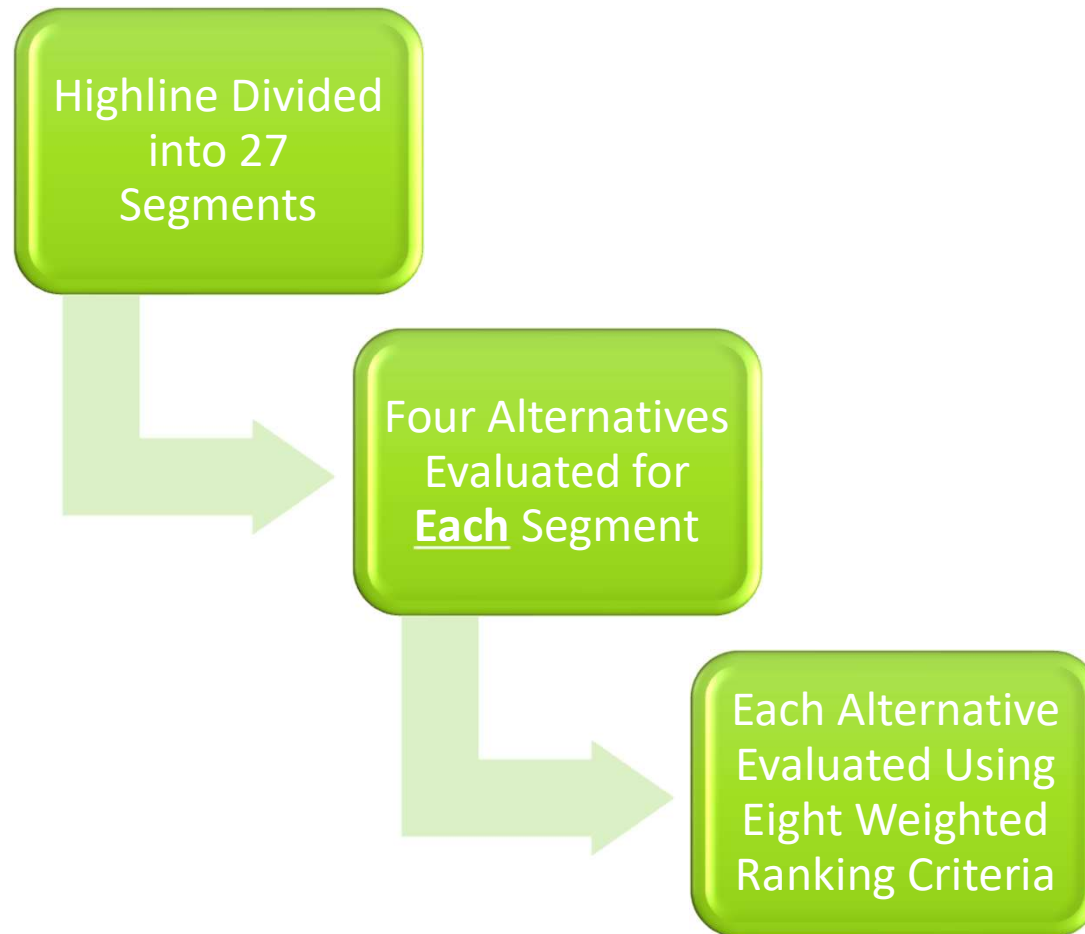 Highline Divided
into 27
Segments
Four Alternatives
Evaluated for
Each Segment
Each Alternative
Evaluated Using
Eight Weighted
Ranking Criteria